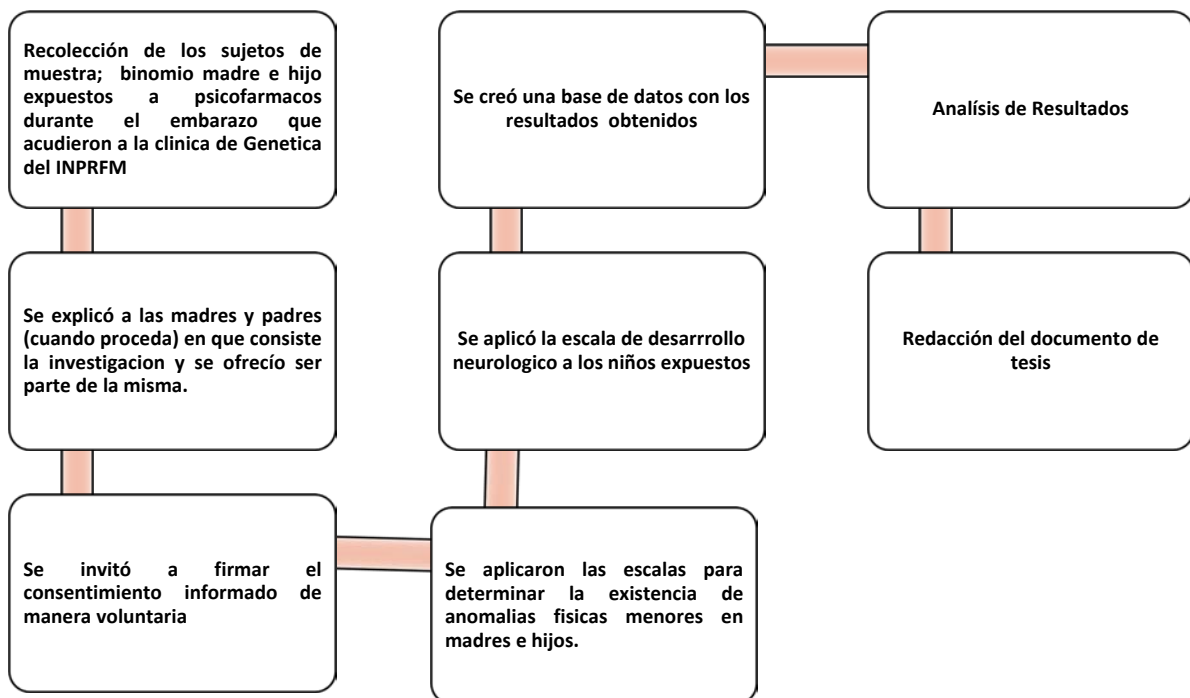 Recolección de los sujetos de
muestra; binomio madre e hijo
expuestos a psicofarmacos
durante el embarazo que
acudieron a la clinica de Genetica
del INPRFM
Se explicó a las madres y padres
(cuando proceda) en que consiste
la investigacion y se ofrecío ser
parte de la misma.
Se invitó a firmar el
consentimiento informado de
manera voluntaria
Se aplicaron las escalas para
determinar la existencia de
anomalias fisicas menores en
madres e hijos.
Se aplicó la escala de desarrrollo
neurologico a los niños expuestos
Se creó una base de datos con los
resultados obtenidos
Analísis de Resultados
Redacción del documento de
tesis